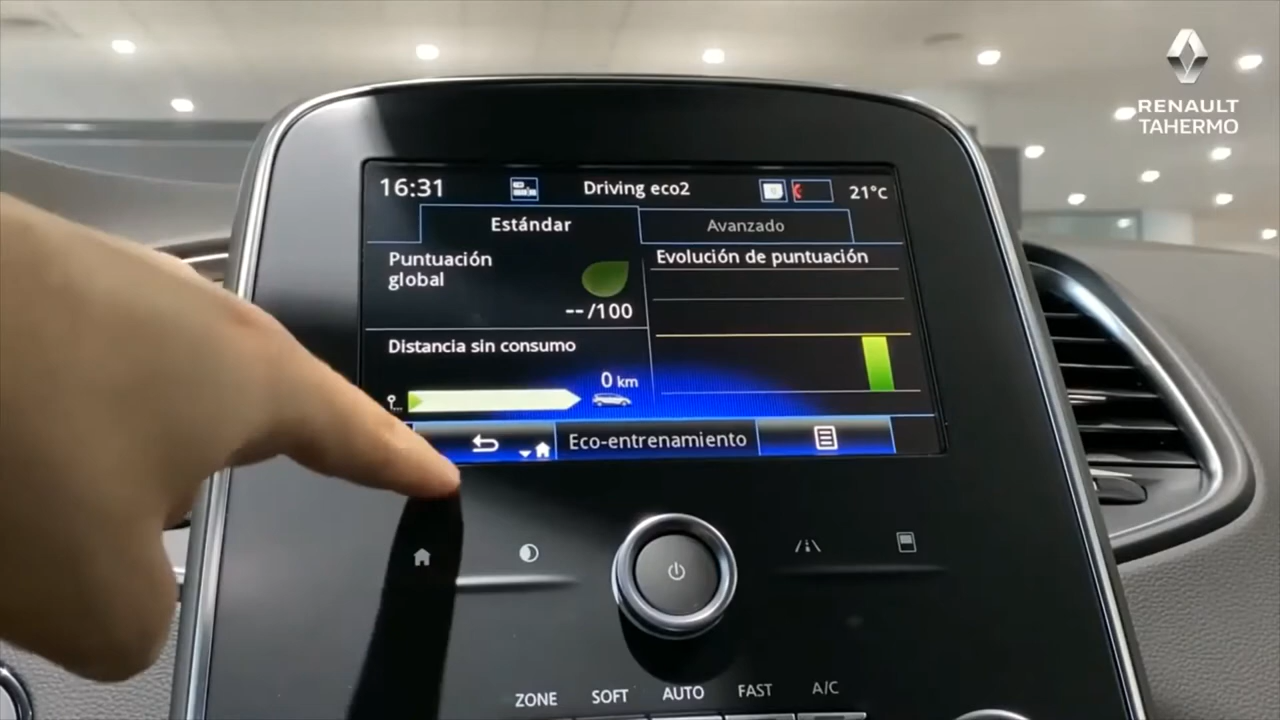 RENAULT
TAHERMO
16:31
Driving eco2
21°C
Estándar
Avanzado
Puntuación
global
--/100
Evolución de puntuación
Distancia sin consumo
0 km
Eco-entrenamiento
ZONE SOFT AUTO FAST A/C